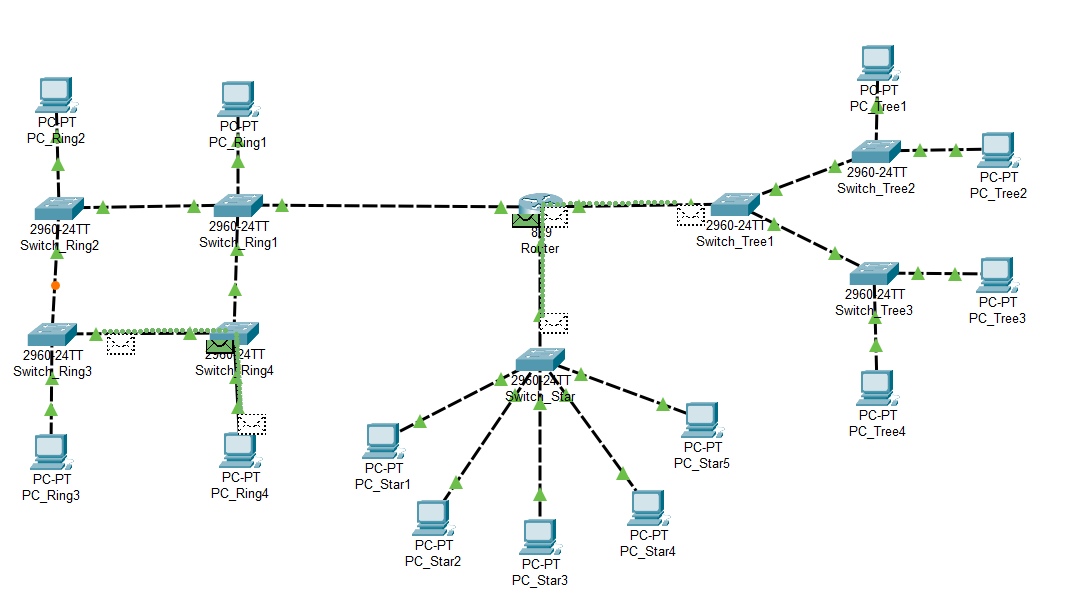 PC-PT
PC_Tree1
PC-PT
PC_Ring2
PC-PT
PC_Ring1
2960-24TT
Switch_Tree2
PC-PT
PC_Tree2
2960-24TT
Switch_Ring2
2960-24TT
Switch_Ring1
Router
2960-24TT
Switch_Tree1
2960-24TT
Switch_Tree3
PC-PT
PC_Tree3
2960-24TT
Switch_Ring3
2960-24TT
Switch_Ring4
2960-24TT
Switch_Star
PC-PT
PC_Tree4
PC-PT
PC_Ring3
PC-PT
PC_Ring4
PC-PT
PC_Star1
PC-PT
PC_Star5
PC-PT
PC_Star2
PC-PT
PC_Star3
PC-PT
PC_Star4